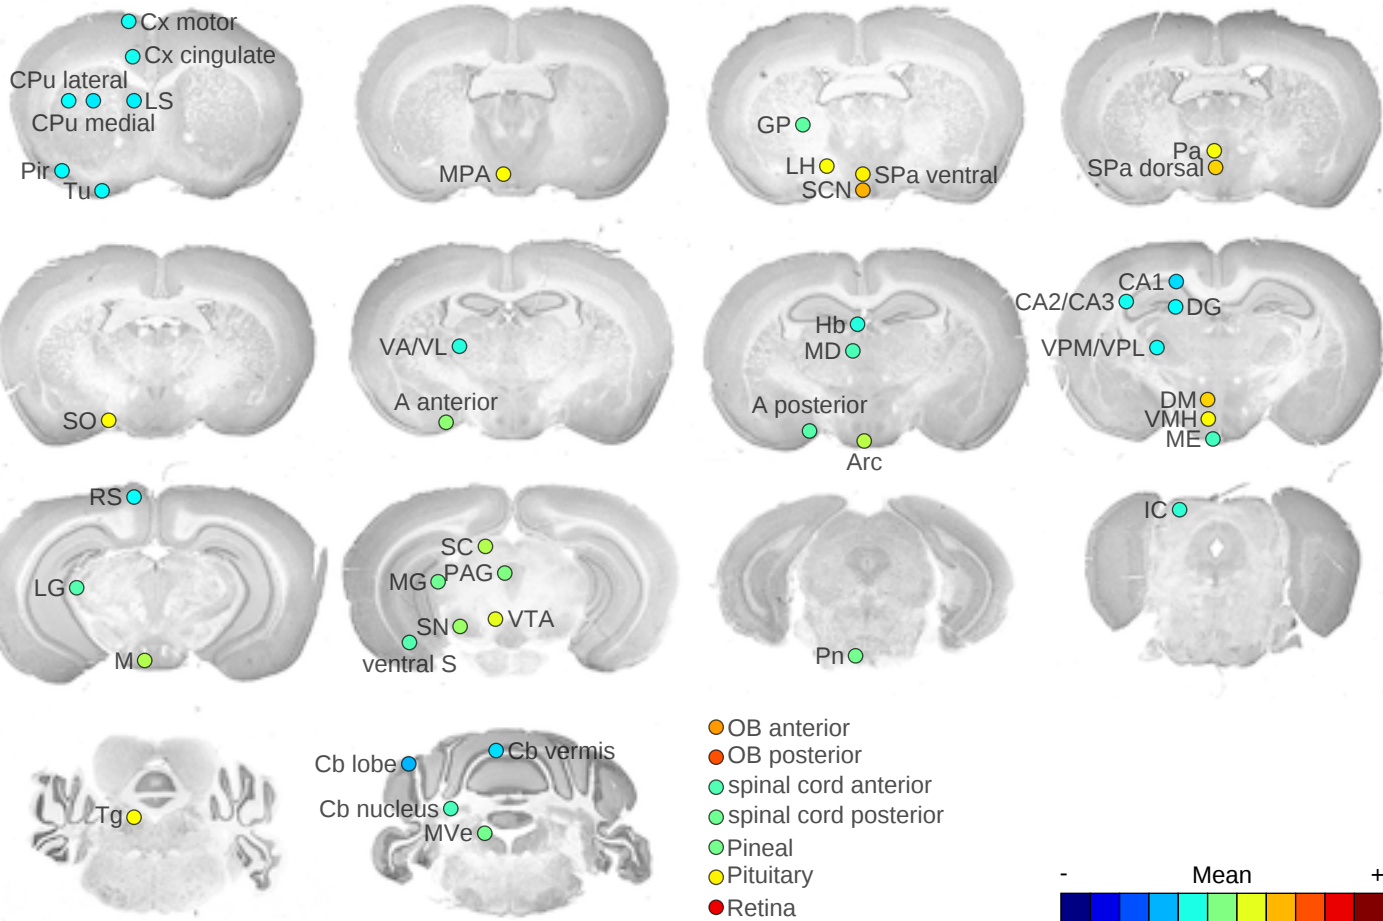 Cx motor
Cx cingulate
CPu lateral
LS
CPu medial
Pir
Tu
MPA
GP
LH
SPa ventral
SCN
Pa
SPa dorsal
SO
VA/VL
A anterior
Hb
MD
A posterior
Arc
CA1
CA2/CA3
DG
VPM/VPL
DM
VMH
ME
RS
LG
M
SC
PAG
MG
VTA
SN
ventral S
Pn
IC
Tg
Cb lobe
Cb vermis
Cb nucleus
MVe
OB anterior
OB posterior
spinal cord anterior
spinal cord posterior
Pineal
Pituitary
Retina
- Mean +